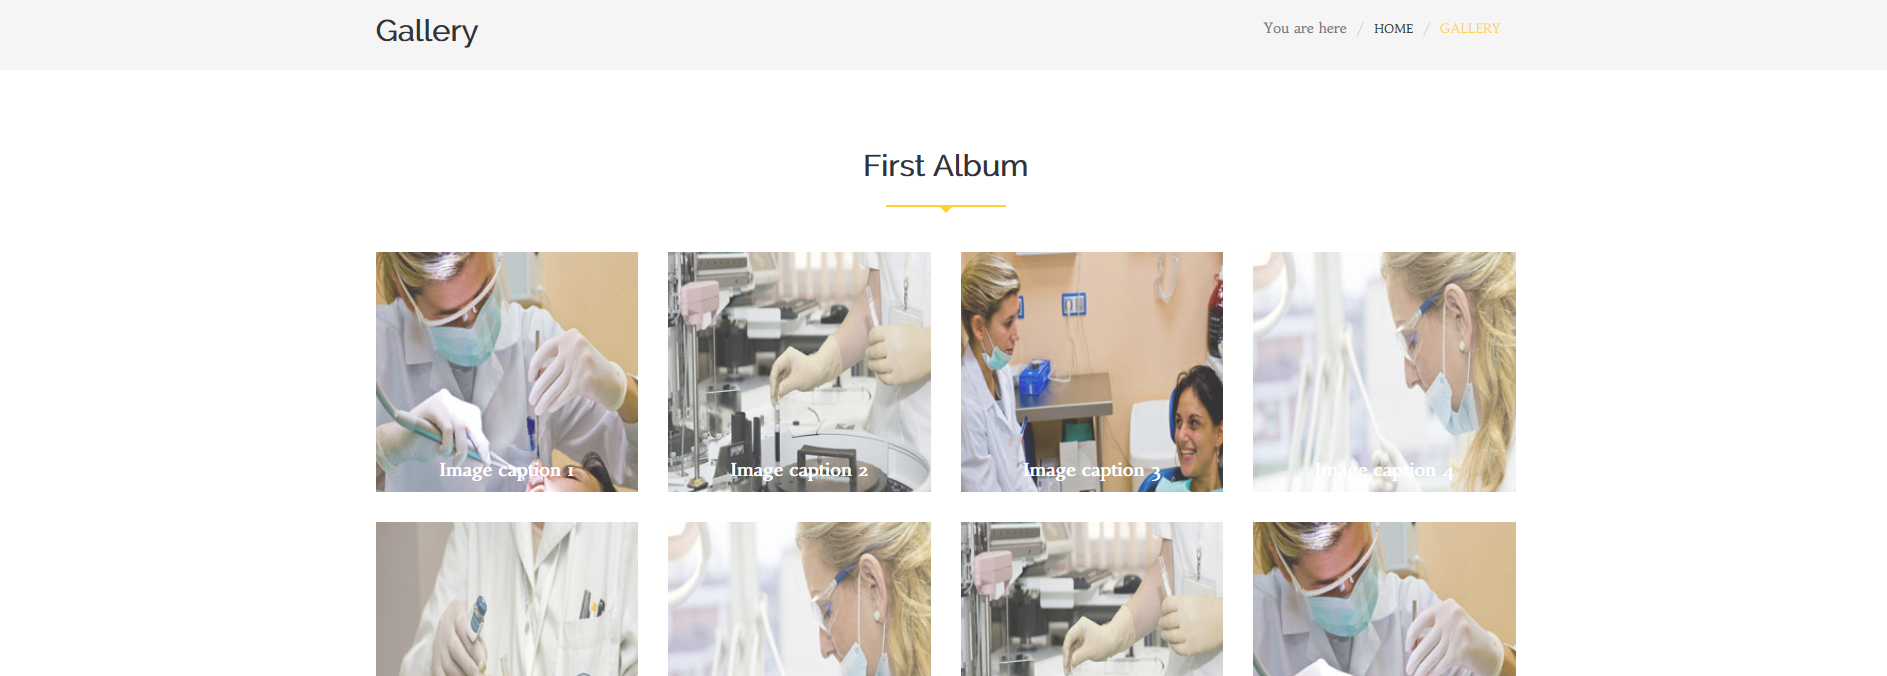 Gallery
You are here / HOME / GALLERY
First Album
Image caption 1
Image caption 2
Image caption 3
Image caption 4